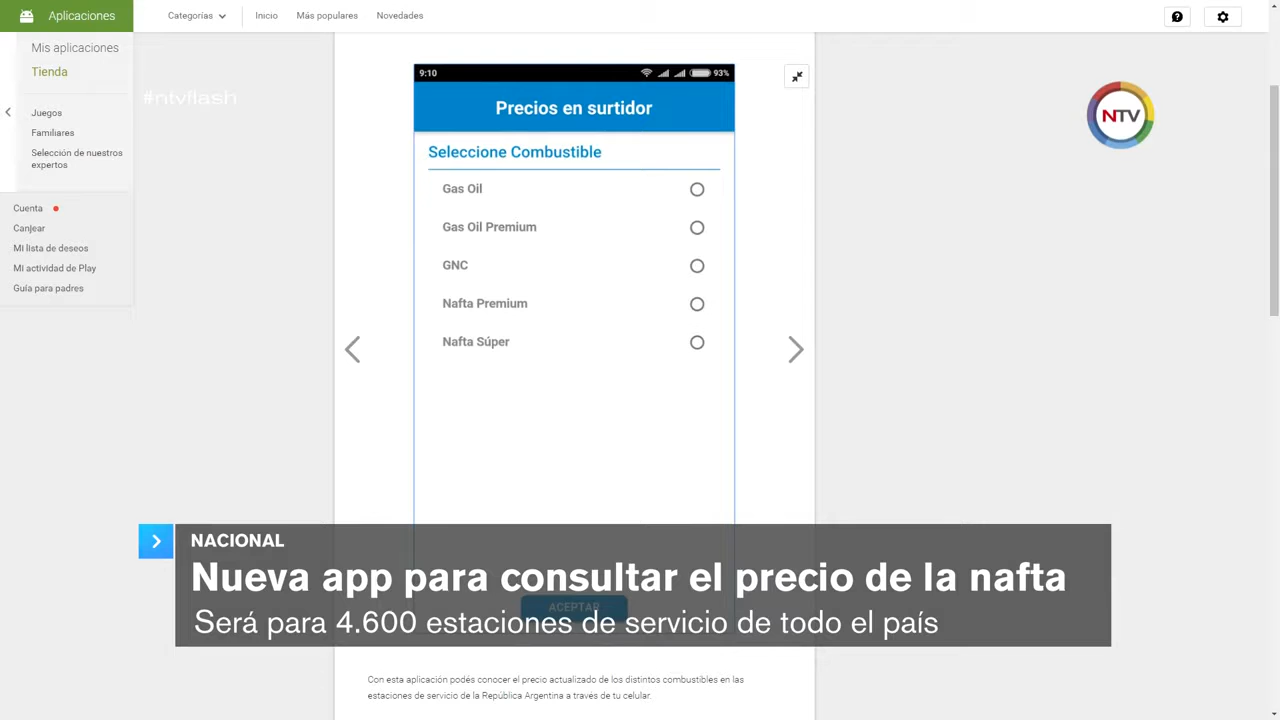 Aplicaciones
Categorías
Inicio
Más populares
Novedades
Mis aplicaciones
Tienda
#ntvflash
Juegos
Familiares
Selección de nuestros
expertos
Cuenta
Canjear
Mi lista de deseos
Mi actividad de Play
Guía para padres
9:10
93%
Precios en surtidor
Seleccione Combustible
Gas Oil
Gas Oil Premium
GNC
Nafta Premium
Nafta Súper
ACEPTAR
NTV
NACIONAL
Nueva app para consultar el precio de la nafta
Será para 4.600 estaciones de servicio de todo el país
Con esta aplicación podés conocer el precio actualizado de los distintos combustibles en las
estaciones de servicio de la República Argentina a través de tu celular.